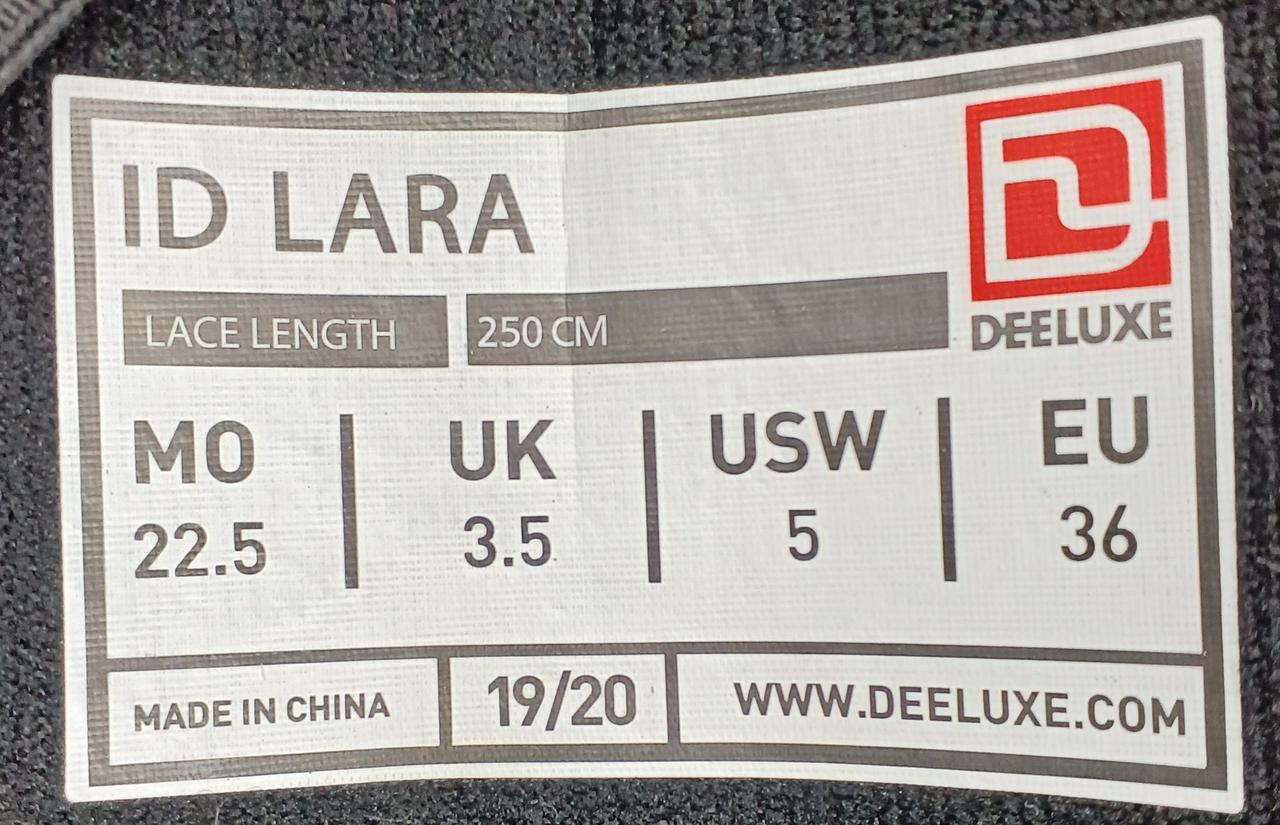 ID LARA
DEELUXE
LACE LENGTH 250 CM
MO UK USW EU
22.5 3.5 5 36
MADE IN CHINA 19/20 WWW.DEELUXE.COM